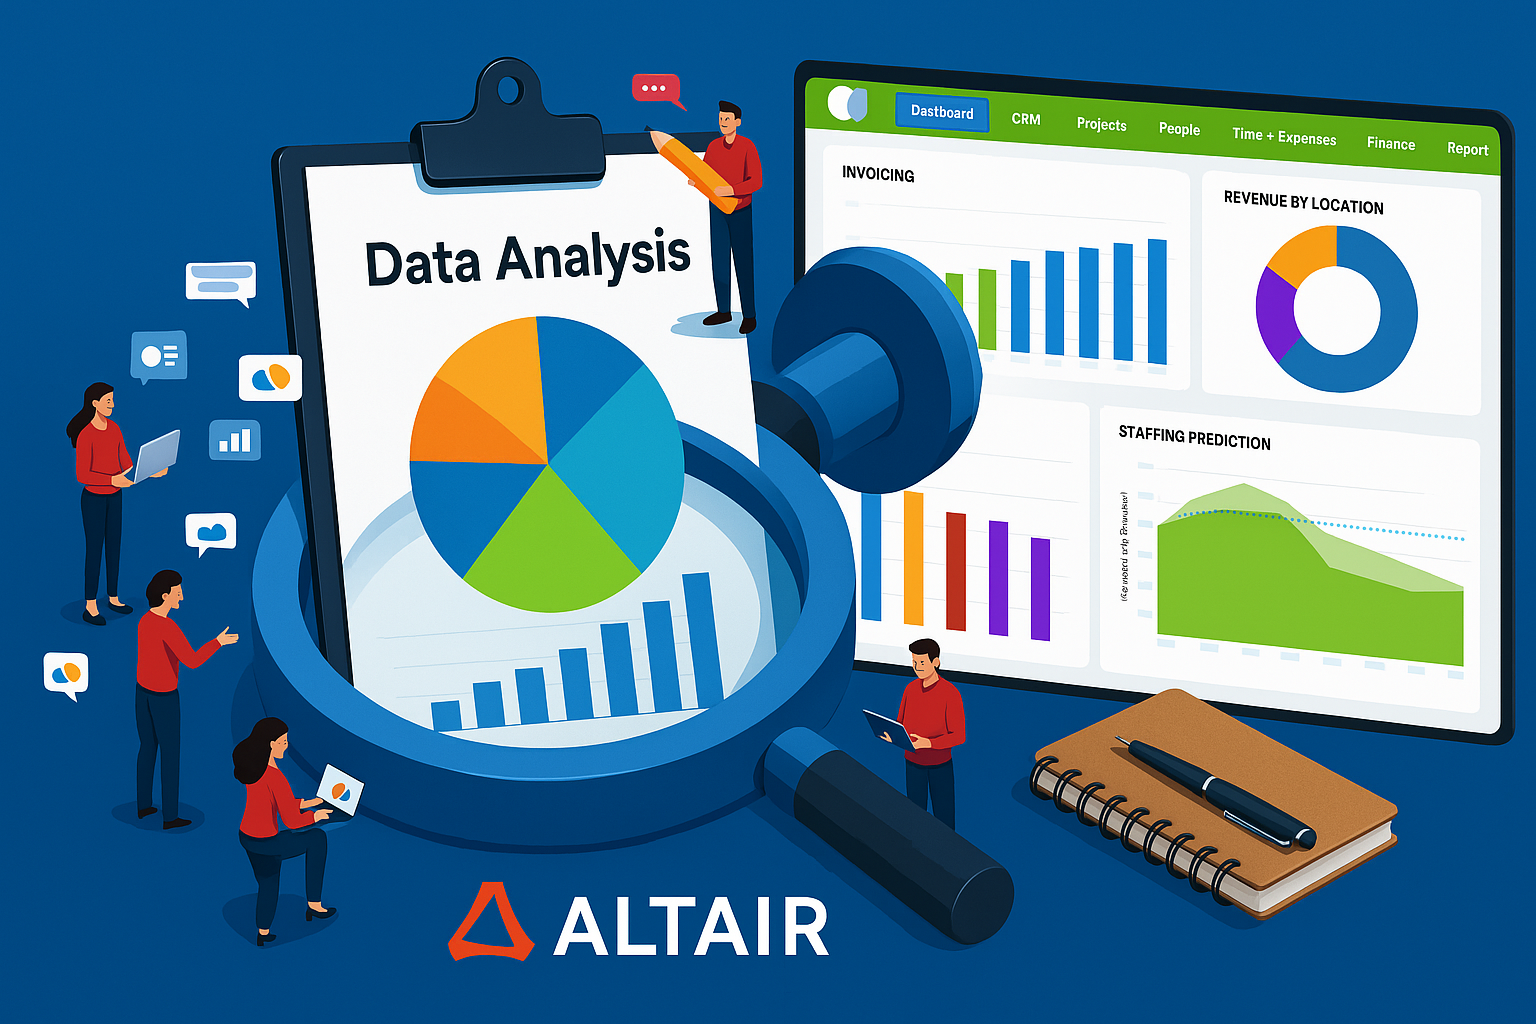 Data Analysis
Dastboard
CRM
Projects
People
Time + Expenses
Finance
Report
INVOICING
REVENUE BY LOCATION
STAFFING PREDICTION
ALTAIR